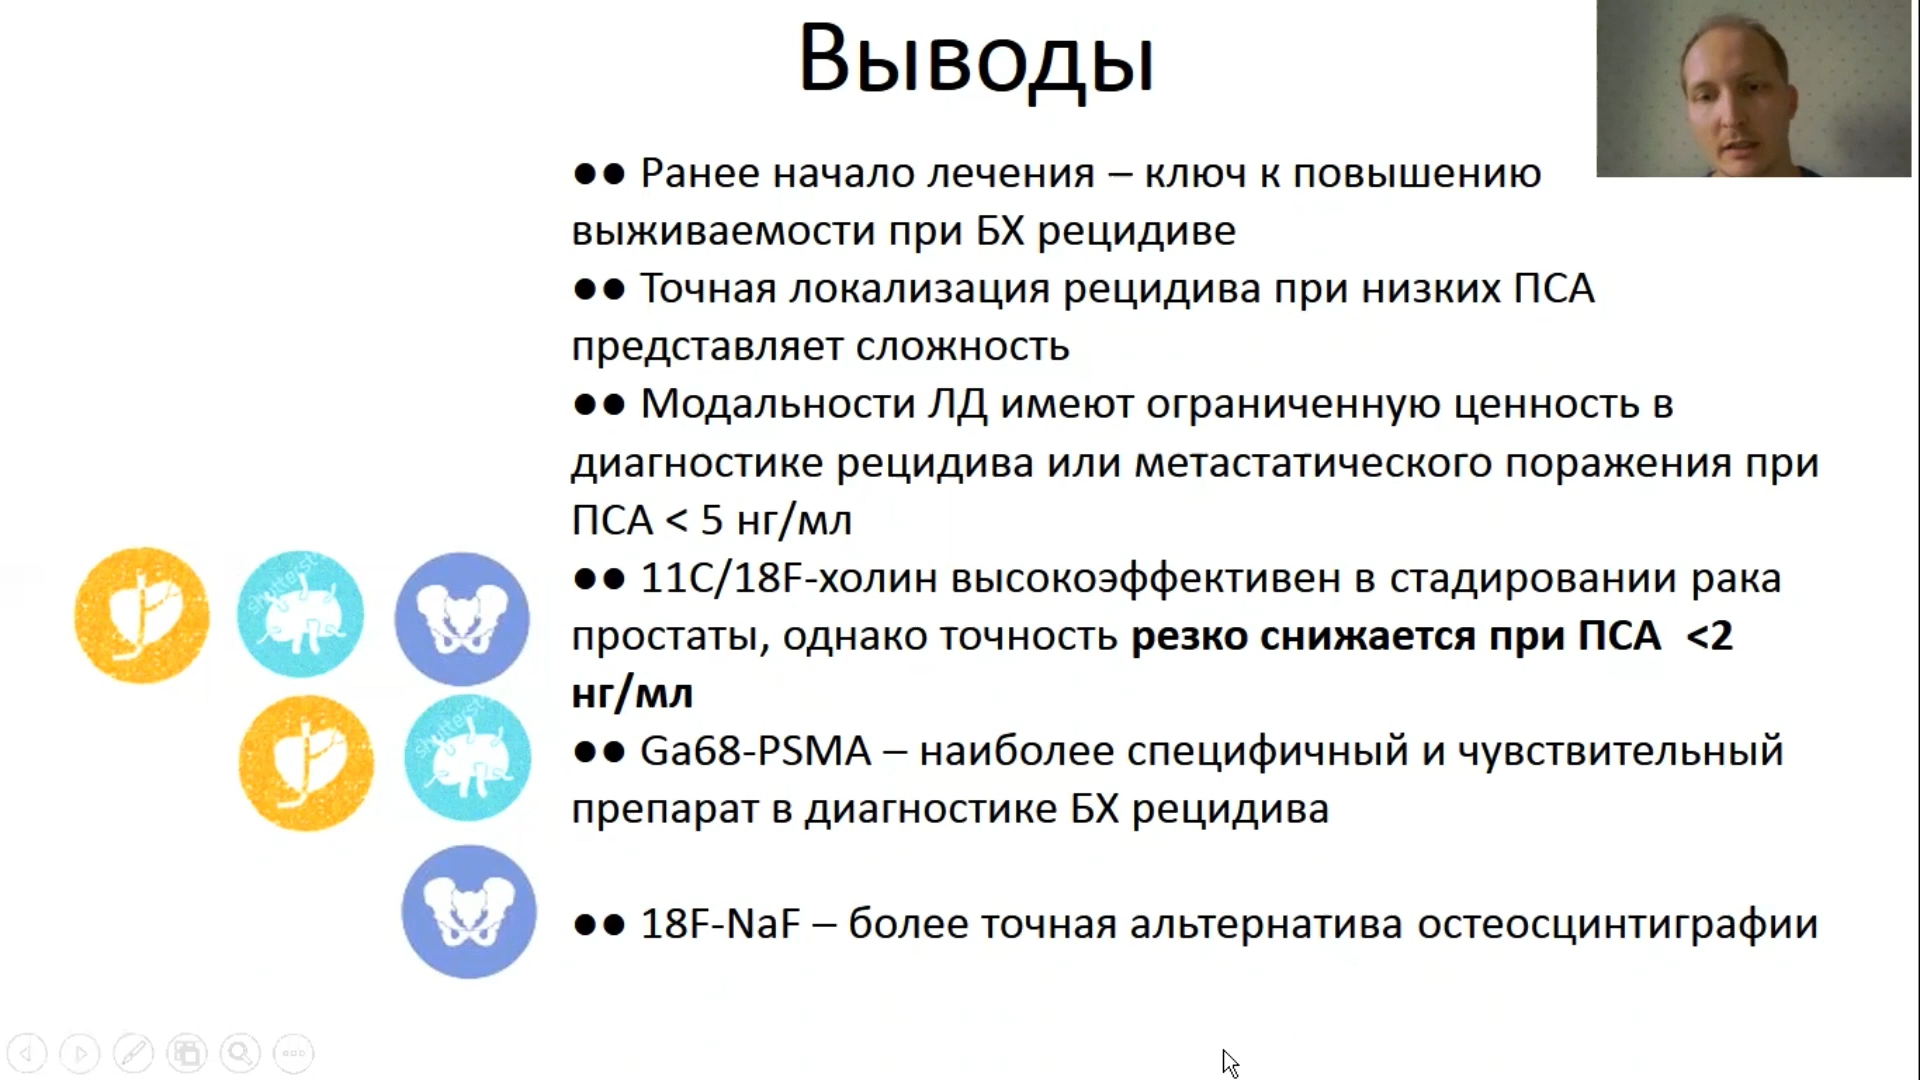 Выводы
●● Ранее начало лечения – ключ к повышению
выживаемости при БХ рецидиве
●● Точная локализация рецидива при низких ПСА
представляет сложность
●● Модальности ЛД имеют ограниченную ценность в
диагностике рецидива или метастатического поражения при
ПСА < 5 нг/мл
●● 11C/18F-холин высокоэффективен в стадировании рака
простаты, однако точность резко снижается при ПСА <2
нг/мл
●● Ga68-PSMA – наиболее специфичный и чувствительный
препарат в диагностике БХ рецидива
●● 18F-NaF – более точная альтернатива остеосцинтиграфии
shutterst
shutterst